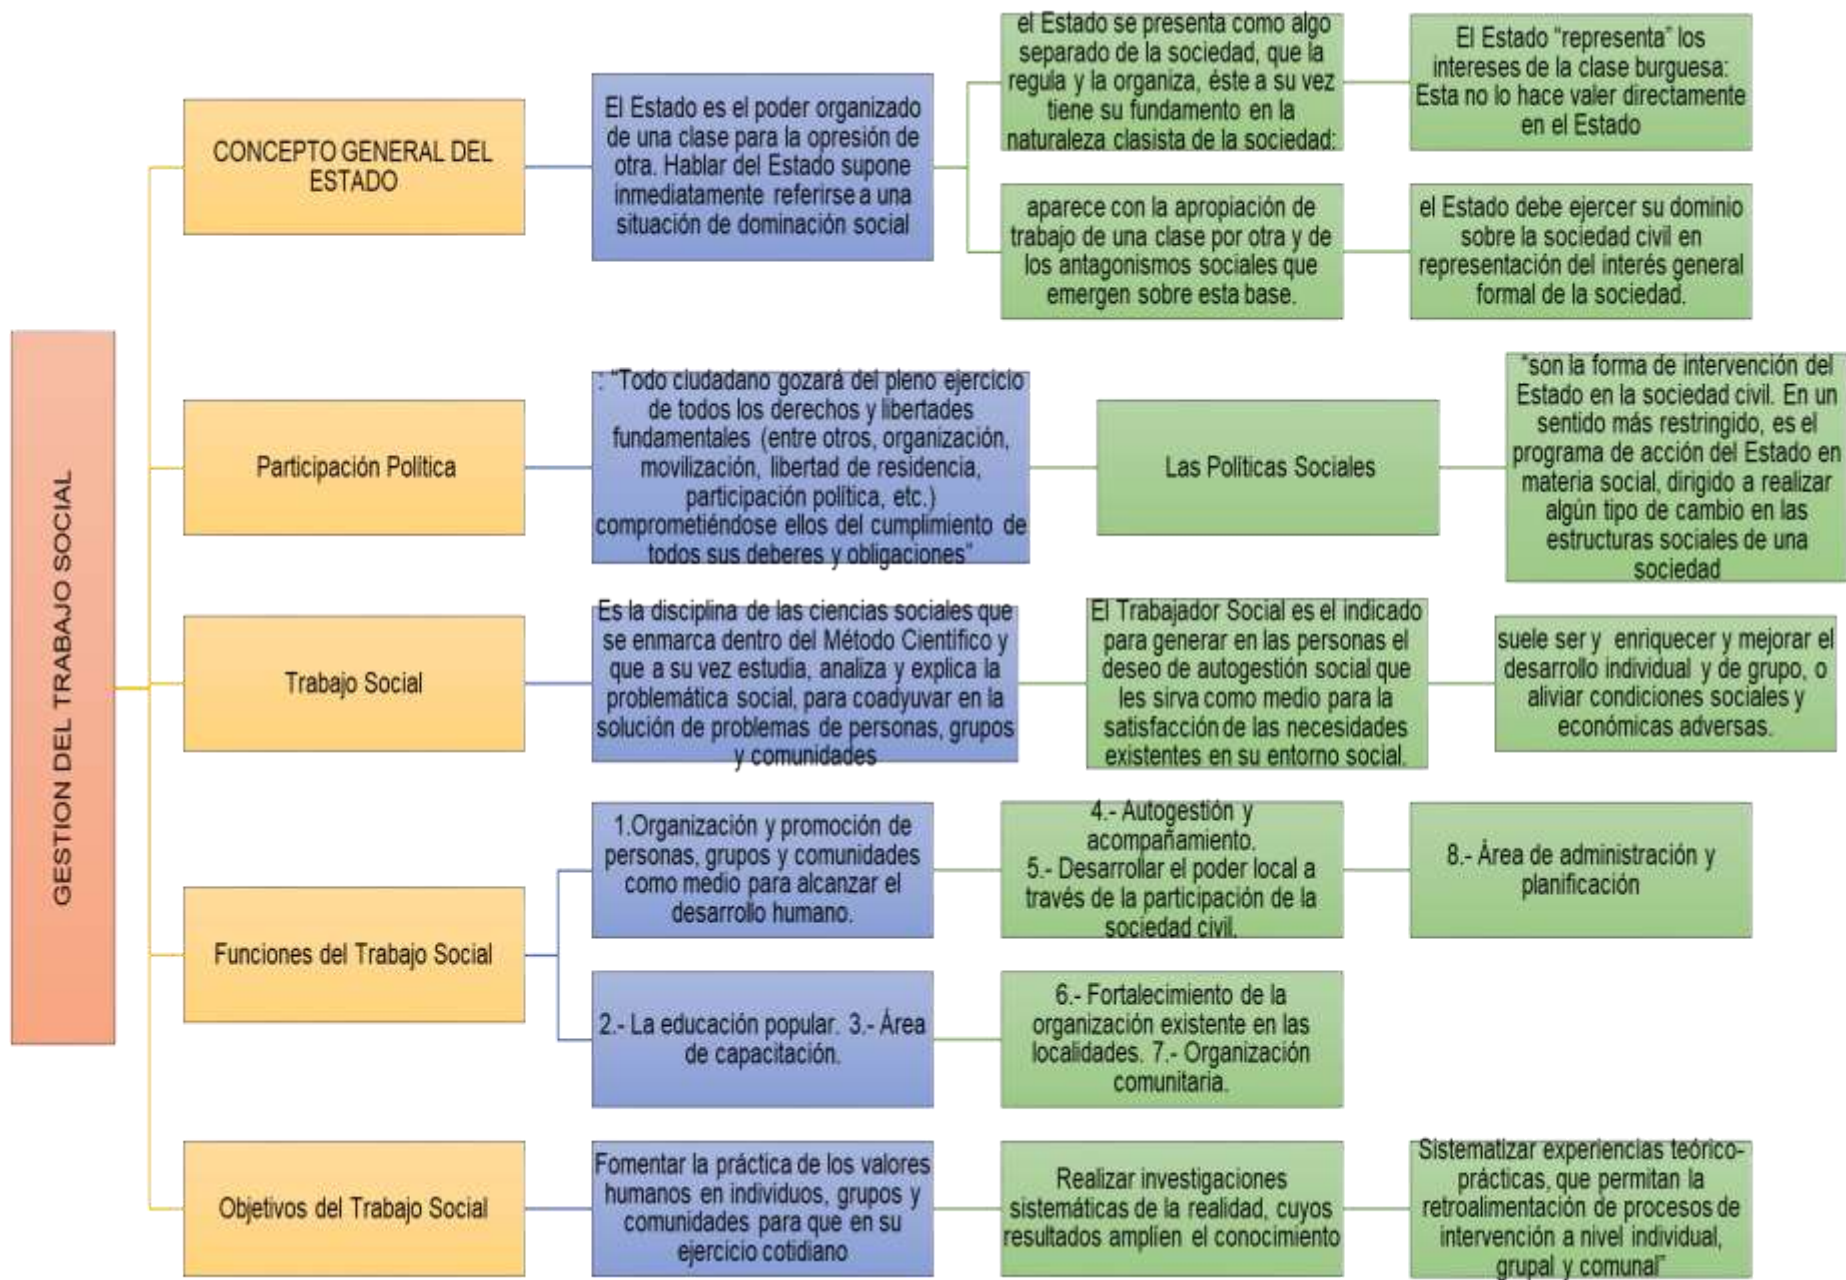 GESTION DEL TRABAJO SOCIAL
CONCEPTO GENERAL DEL
ESTADO
El Estado es el poder organizado
de una clase para la opresión de
otra. Hablar del Estado supone
inmediatamente referirse a una
situación de dominación social
el Estado se presenta como algo
separado de la sociedad, que la
regula y la organiza, éste a su vez
tiene su fundamento en la
naturaleza clasista de la sociedad:
El Estado “representa” los
intereses de la clase burguesa:
Esta no lo hace valer directamente
en el Estado
aparece con la apropiación de
trabajo de una clase por otra y de
los antagonismos sociales que
emergen sobre esta base.
el Estado debe ejercer su dominio
sobre la sociedad civil en
representación del interés general
formal de la sociedad.
Participación Política
: “Todo ciudadano gozará del pleno ejercicio
de todos los derechos y libertades
fundamentales (entre otros, organización,
movilización, libertad de residencia,
participación política, etc.)
comprometiéndose ellos del cumplimiento de
todos sus deberes y obligaciones”
Las Políticas Sociales
“son la forma de intervención del
Estado en la sociedad civil. En un
sentido más restringido, es el
programa de acción del Estado en
materia social, dirigido a realizar
algún tipo de cambio en las
estructuras sociales de una
sociedad
Trabajo Social
Es la disciplina de las ciencias sociales que
se enmarca dentro del Método Científico y
que a su vez estudia, analiza y explica la
problemática social, para coadyuvar en la
solución de problemas de personas, grupos
y comunidades
El Trabajador Social es el indicado
para generar en las personas el
deseo de autogestión social que
les sirva como medio para la
satisfacción de las necesidades
existentes en su entorno social.
suele ser y enriquecer y mejorar el
desarrollo individual y de grupo, o
aliviar condiciones sociales y
económicas adversas.
Funciones del Trabajo Social
1.Organización y promoción de
personas, grupos y comunidades
como medio para alcanzar el
desarrollo humano.
4.- Autogestión y
acompañamiento.
5.- Desarrollar el poder local a
través de la participación de la
sociedad civil.
8.- Área de administración y
planificación
2.- La educación popular. 3.- Área
de capacitación.
6.- Fortalecimiento de la
organización existente en las
localidades. 7.- Organización
comunitaria.
Objetivos del Trabajo Social
Fomentar la práctica de los valores
humanos en individuos, grupos y
comunidades para que en su
ejercicio cotidiano
Realizar investigaciones
sistemáticas de la realidad, cuyos
resultados amplíen el conocimiento
Sistematizar experiencias teórico-
prácticas, que permitan la
retroalimentación de procesos de
intervención a nivel individual,
grupal y comunal”